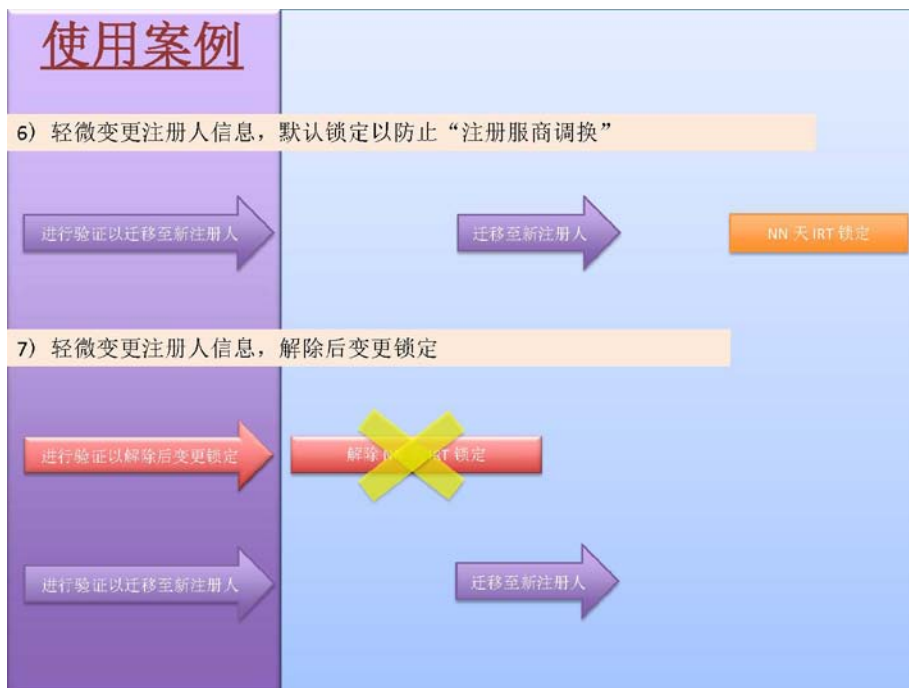 使用案例
6) 轻微变更注册人信息，默认锁定以防止“注册服商调换”
进行验证以迁移至新注册人
迁移至新注册人
NN 天 IRT 锁定
7) 轻微变更注册人信息，解除后变更锁定
进行验证以解除后变更锁定
解除 锁定
进行验证以迁移至新注册人
迁移至新注册人